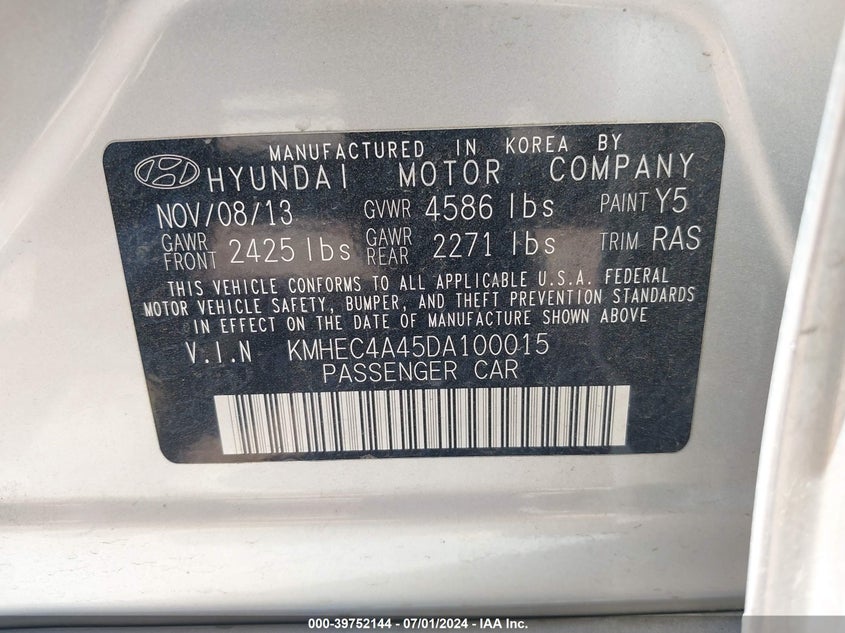 MANUFACTURED IN KOREA BY
HYUNDAI MOTOR COMPANY
NOV/08/13 GVWR 4586 lbs PAINT Y5
GAWR FRONT 2425 lbs GAWR REAR 2271 lbs TRIM RAS
THIS VEHICLE CONFORMS TO ALL APPLICABLE U.S.A. FEDERAL
MOTOR VEHICLE SAFETY, BUMPER, AND THEFT PREVENTION STANDARDS
IN EFFECT ON THE DATE OF MANUFACTURE SHOWN ABOVE
V.I.N KMHEC4A45DA100015
PASSENGER CAR
000-39752144 - 07/01/2024 - IAA Inc.